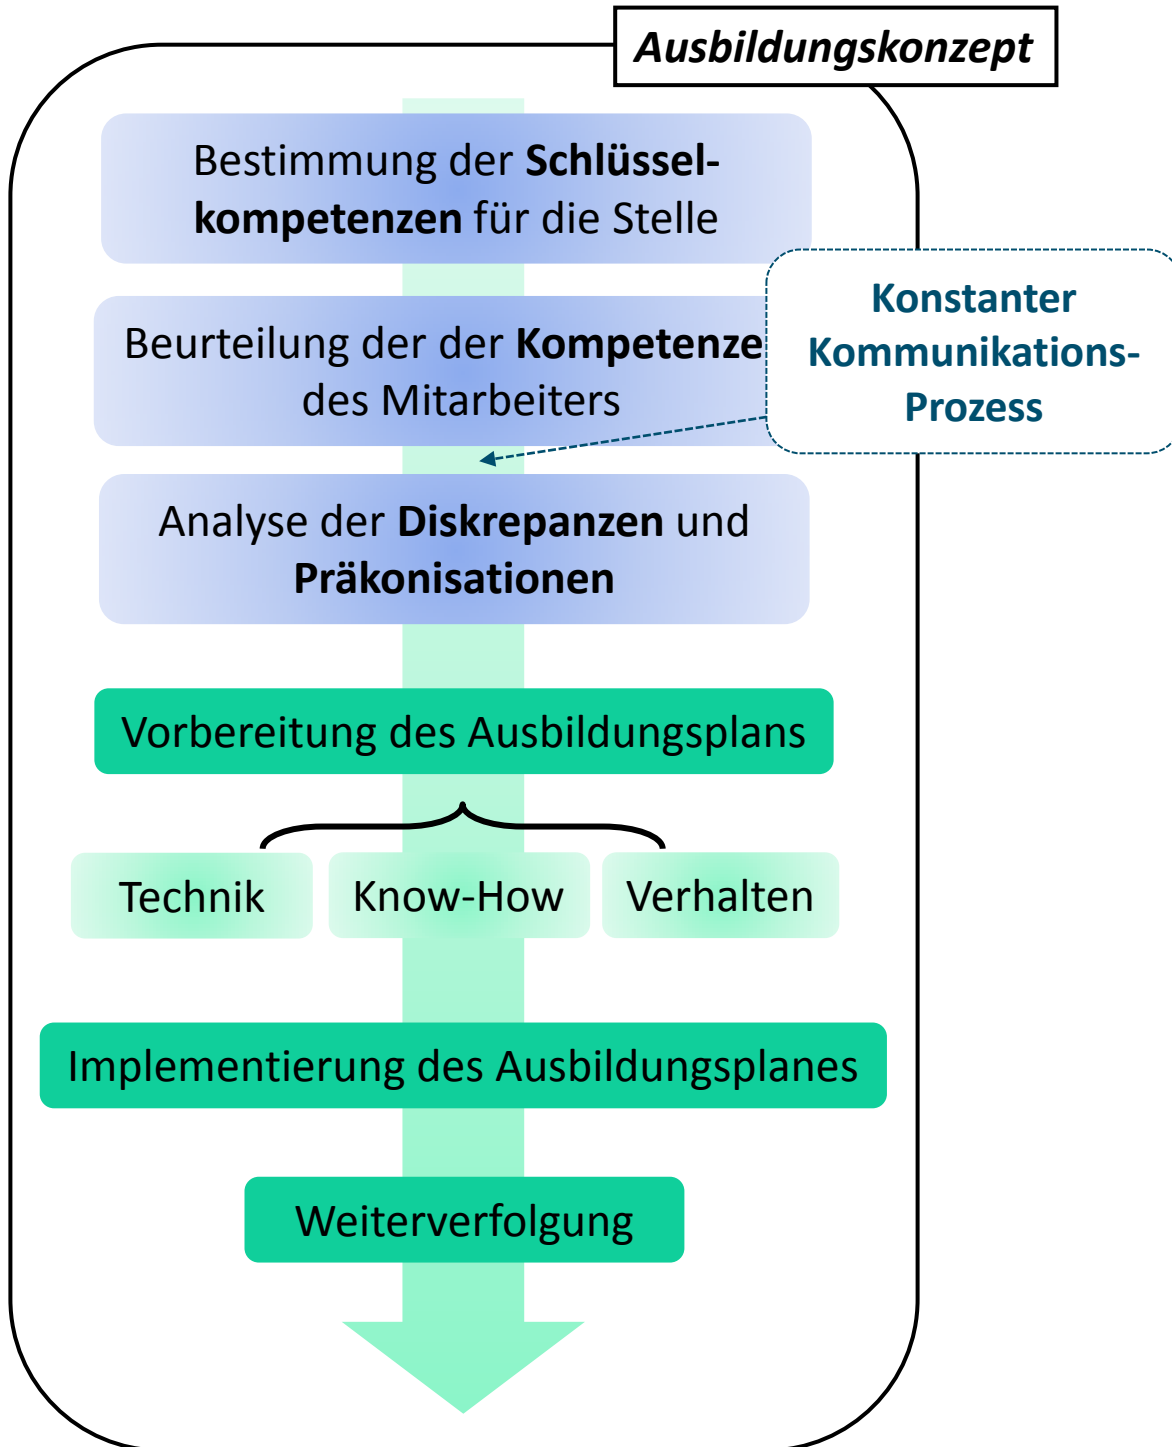 Ausbildungskonzept
Bestimmung der Schlüssel-
kompetenzen für die Stelle
Beurteilung der der Kompetenze
des Mitarbeiters
Konstanter
Kommunikations-
Prozess
Analyse der Diskrepanzen und
Präkonisationen
Vorbereitung des Ausbildungsplans
Technik
Know-How
Verhalten
Implementierung des Ausbildungsplanes
Weiterverfolgung